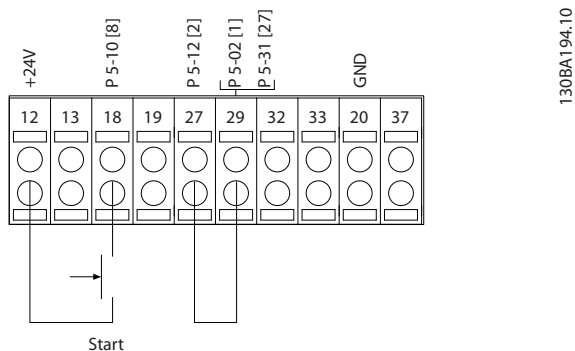 +24V
P 5-10 [8]
P 5-12 [2]
P 5-02 [1]
P 5-31 [27]
GND
130BA194.10
12 13 18 19 27 29 32 33 20 37
Start